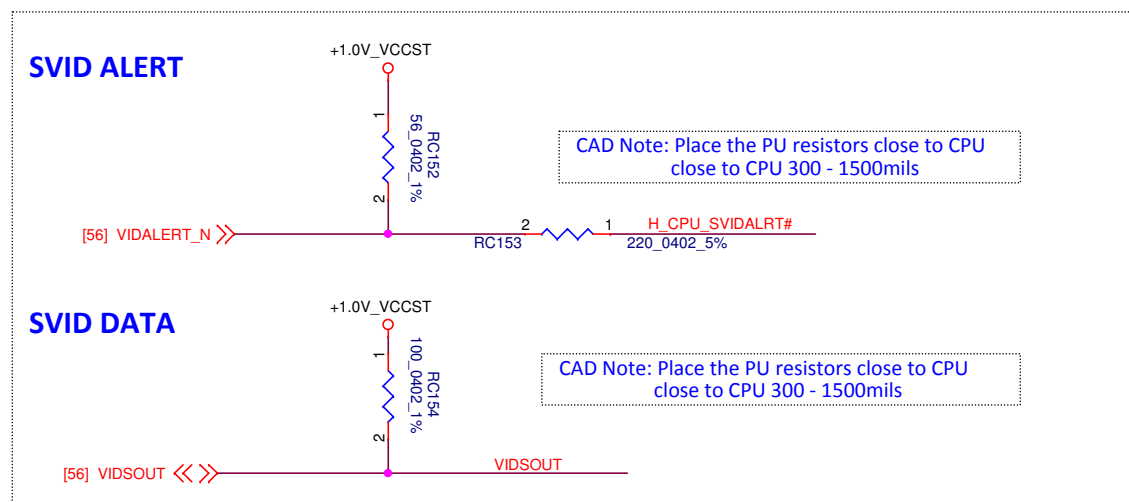 SVID ALERT
+1.0V_VCCST
1
RC152
56_0402_1%
2
CAD Note: Place the PU resistors close to CPU
close to CPU 300 - 1500mils
[56] VIDALERT_N
RC153
2
1
220_0402_5%
H_CPU_SVIDALRT#
SVID DATA
+1.0V_VCCST
1
RC154
100_0402_1%
2
CAD Note: Place the PU resistors close to CPU
close to CPU 300 - 1500mils
[56] VIDSOUT
VIDSOUT